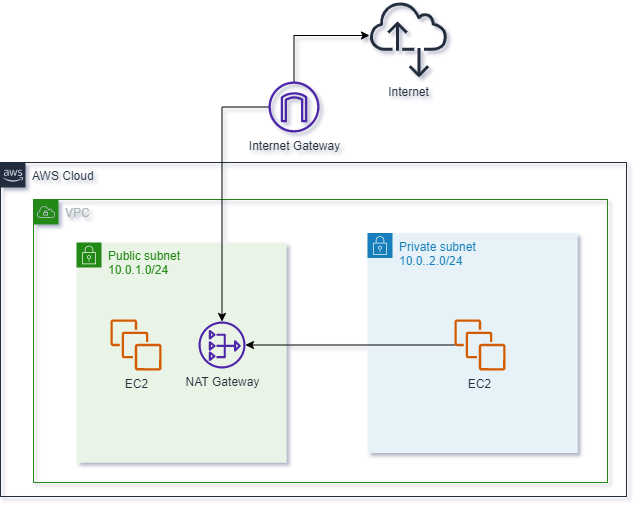 Internet
Internet Gateway
aws
AWS Cloud
VPC
Public subnet
10.0.1.0/24
Private subnet
10.0..2.0/24
EC2
NAT Gateway
EC2